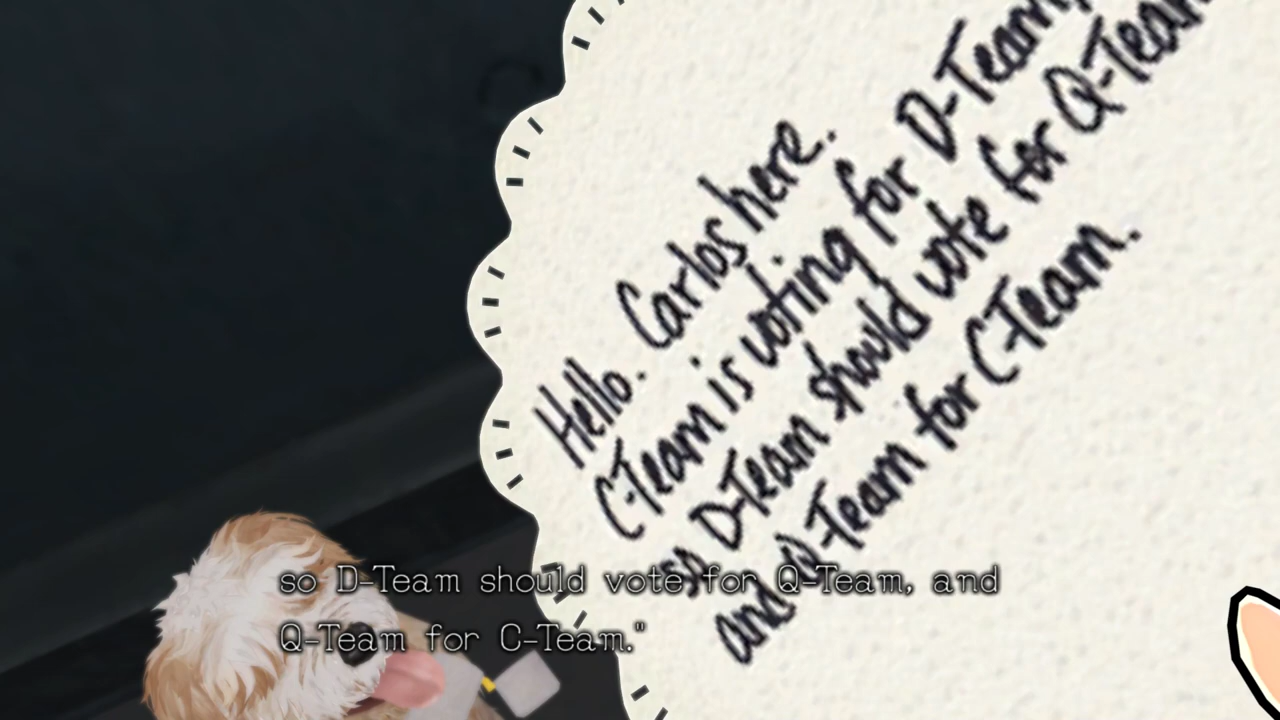 Hello. Carlos here.
C-Team is voting for D-Team,
so D-Team should vote for Q-Team
and Q-Team for C-Team.
so D-Team should vote for Q-Team, and
Q-Team for C-Team."